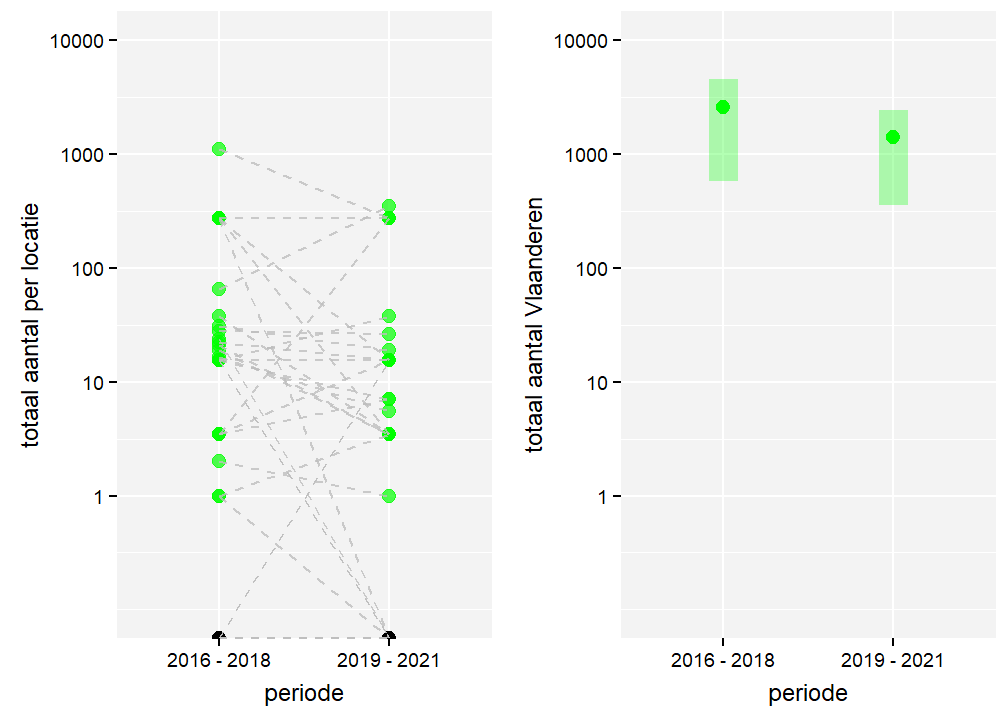 totaal aantal per locatie
10000
1000
100
10
1
2016 - 2018
2019 - 2021
periode
totaal aantal Vlaanderen
10000
1000
100
10
1
2016 - 2018
2019 - 2021
periode